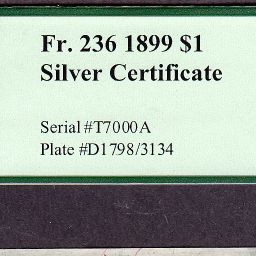 Fr. 236 1899 $1
Silver Certificate
Serial #T7000A
Plate #D1798/3134